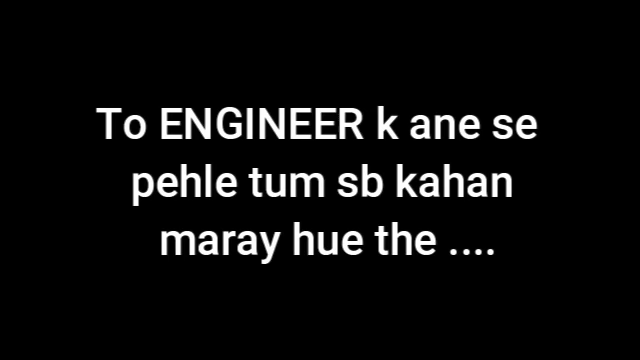 To ENGINEER k ane se
pehle tum sb kahan
maray hue the ....